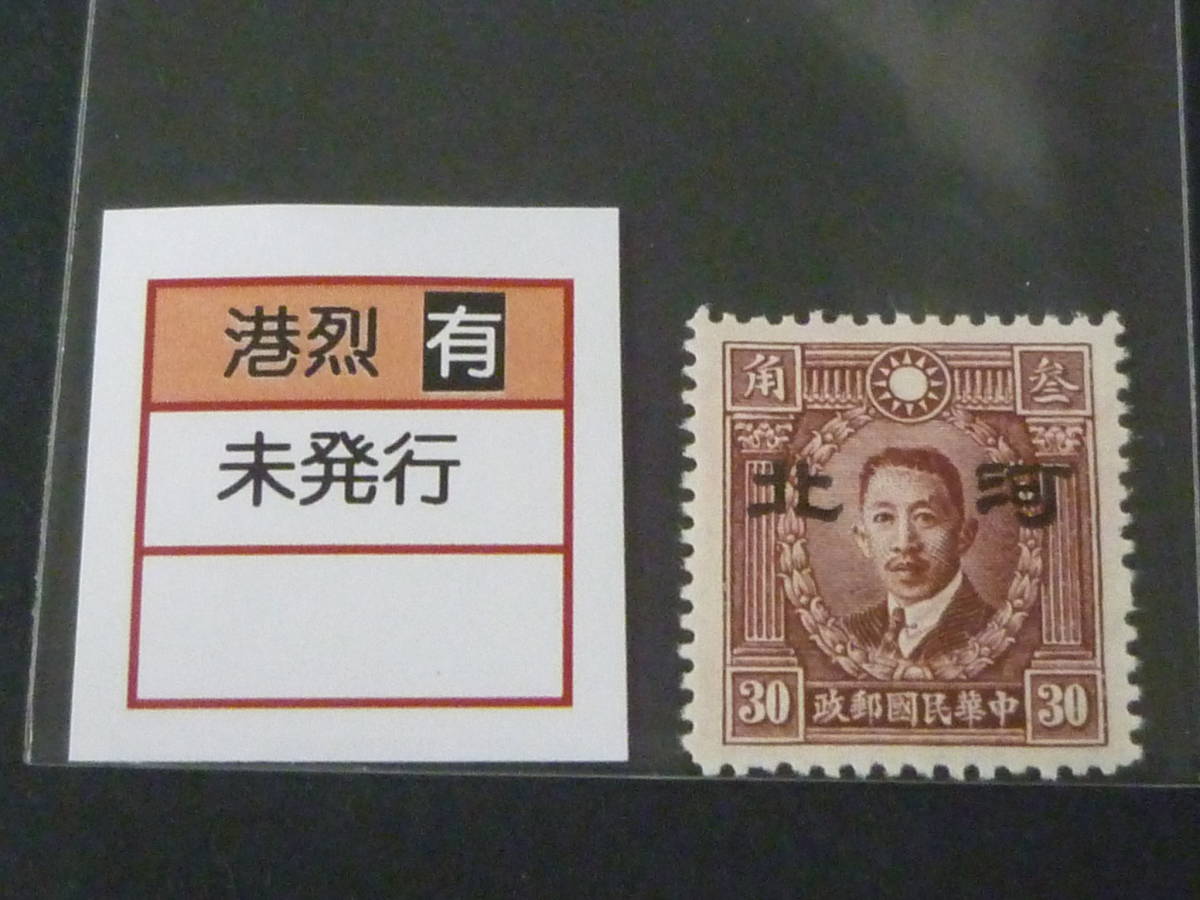 港烈 有
未発行
角 叁
北 河
30 政郵國民華中 30